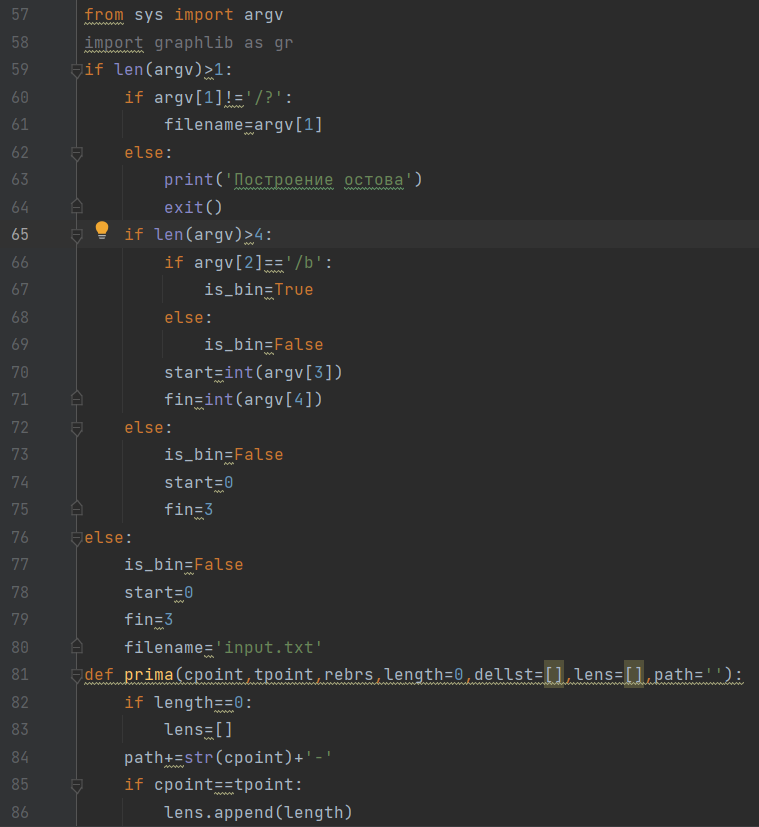 57 from sys import argv
58 import graphlib as gr
59 if len(argv)>1:
60     if argv[1]!='/?':
61         filename=argv[1]
62     else:
63         print('Построение остова')
64         exit()
65     if len(argv)>4:
66         if argv[2]=='/b':
67             is_bin=True
68         else:
69             is_bin=False
70         start=int(argv[3])
71         fin=int(argv[4])
72     else:
73         is_bin=False
74         start=0
75         fin=3
76 else:
77     is_bin=False
78     start=0
79     fin=3
80     filename='input.txt'
81 def prima(cpoint,tpoint,rebrs,length=0,dellst=[],lens=[],path=''):
82     if length==0:
83         lens=[]
84     path+=str(cpoint)+'-'
85     if cpoint==tpoint:
86         lens.append(length)